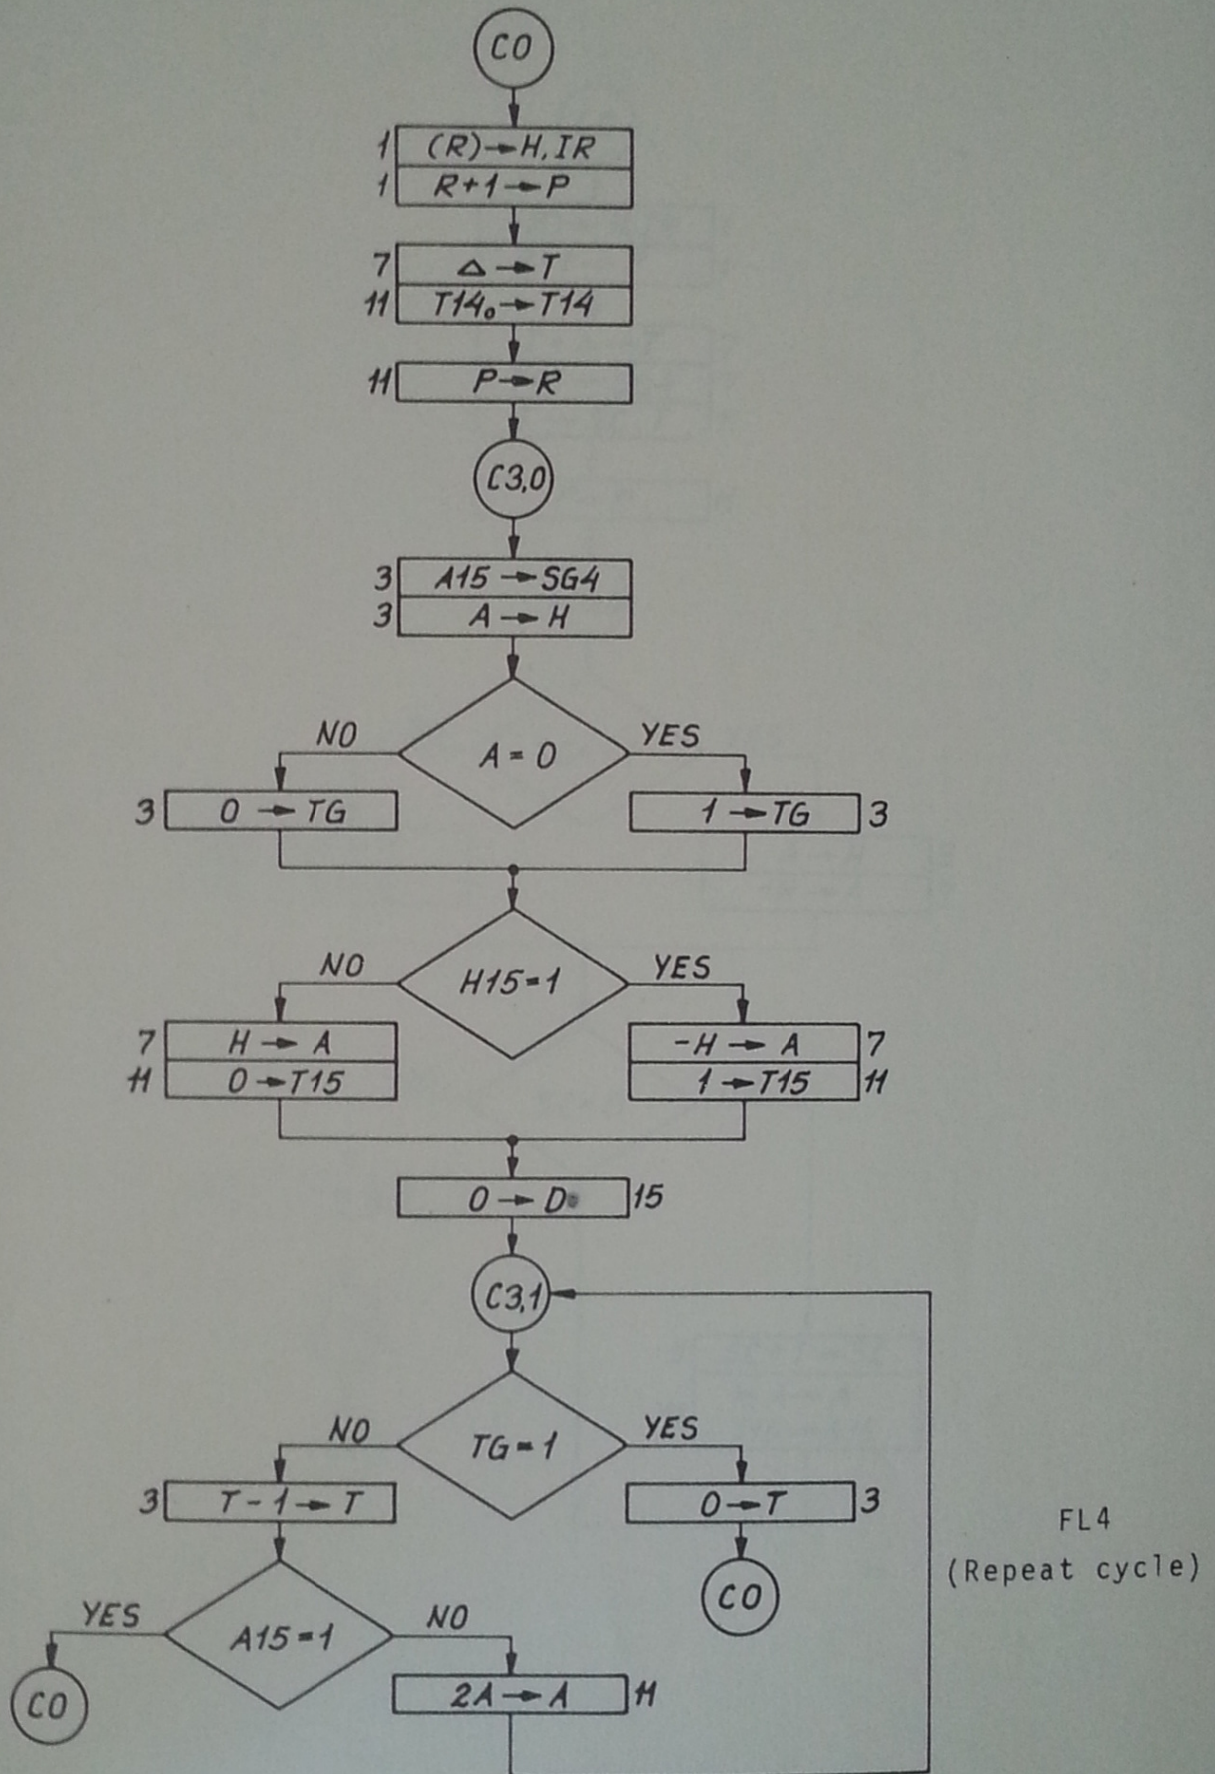 CO
1 (R)→H,IR
1 R+1→P
7 △→T
11 T14₀→T14
11 P→R
C3,0
3 A15→SG4
3 A→H
NO A=0 YES
3 0→TG 1→TG 3
NO H15=1 YES
7 H→A -H→A 7
11 0→T15 1→T15 11
0→D 15
C3,1
NO TG=1 YES
3 T-1→T 0→T 3
FL4
(Repeat cycle)
CO
YES A15=1 NO
CO 2A→A 11